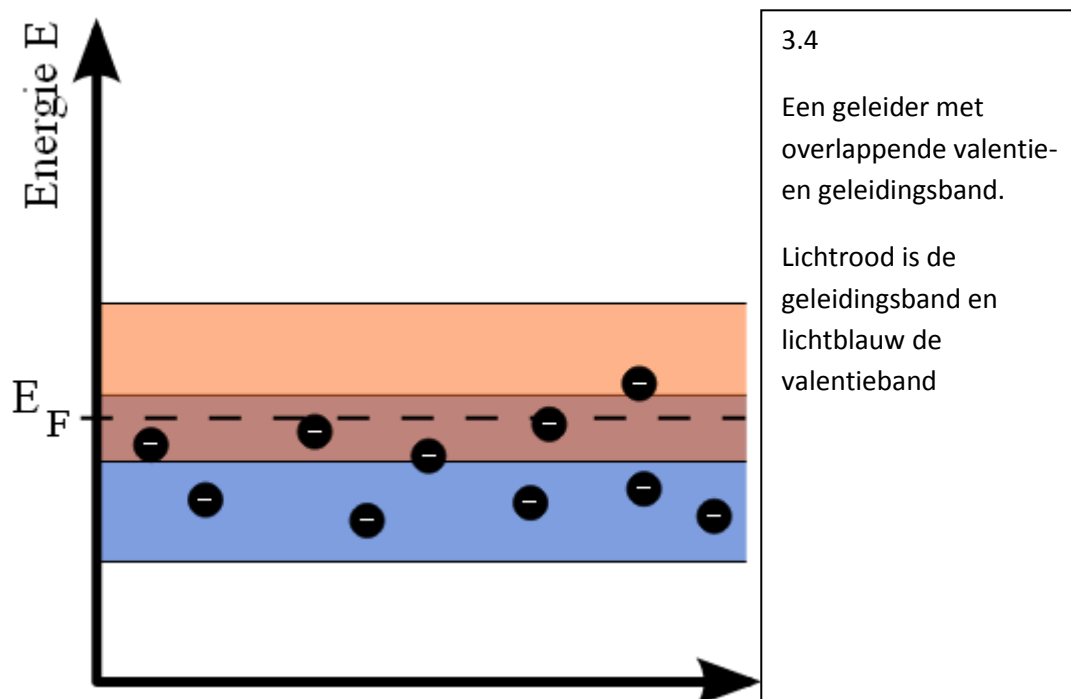 Energie E
E F
3.4
Een geleider met
overlappende valentie-
en geleidingsband.
Lichtrood is de
geleidingsband en
lichtblauw de
valentieband